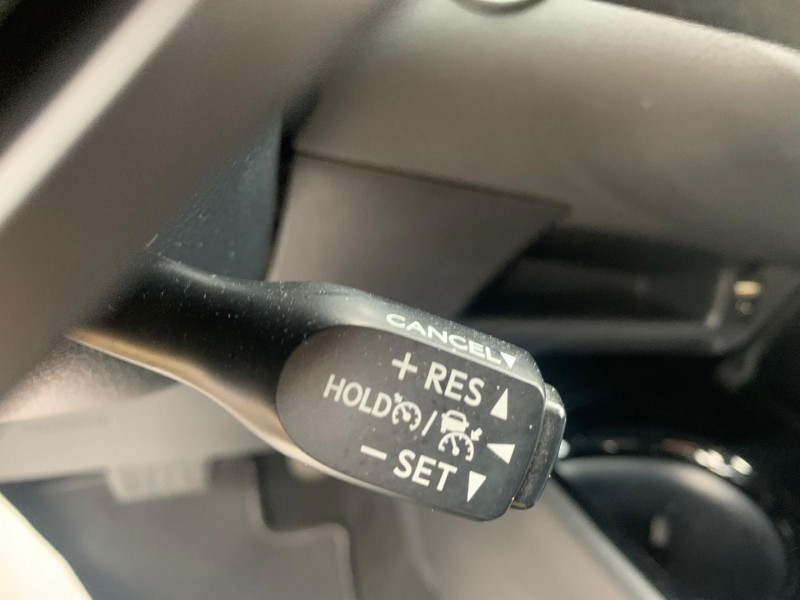 CANCEL
+ RES
HOLD /
− SET